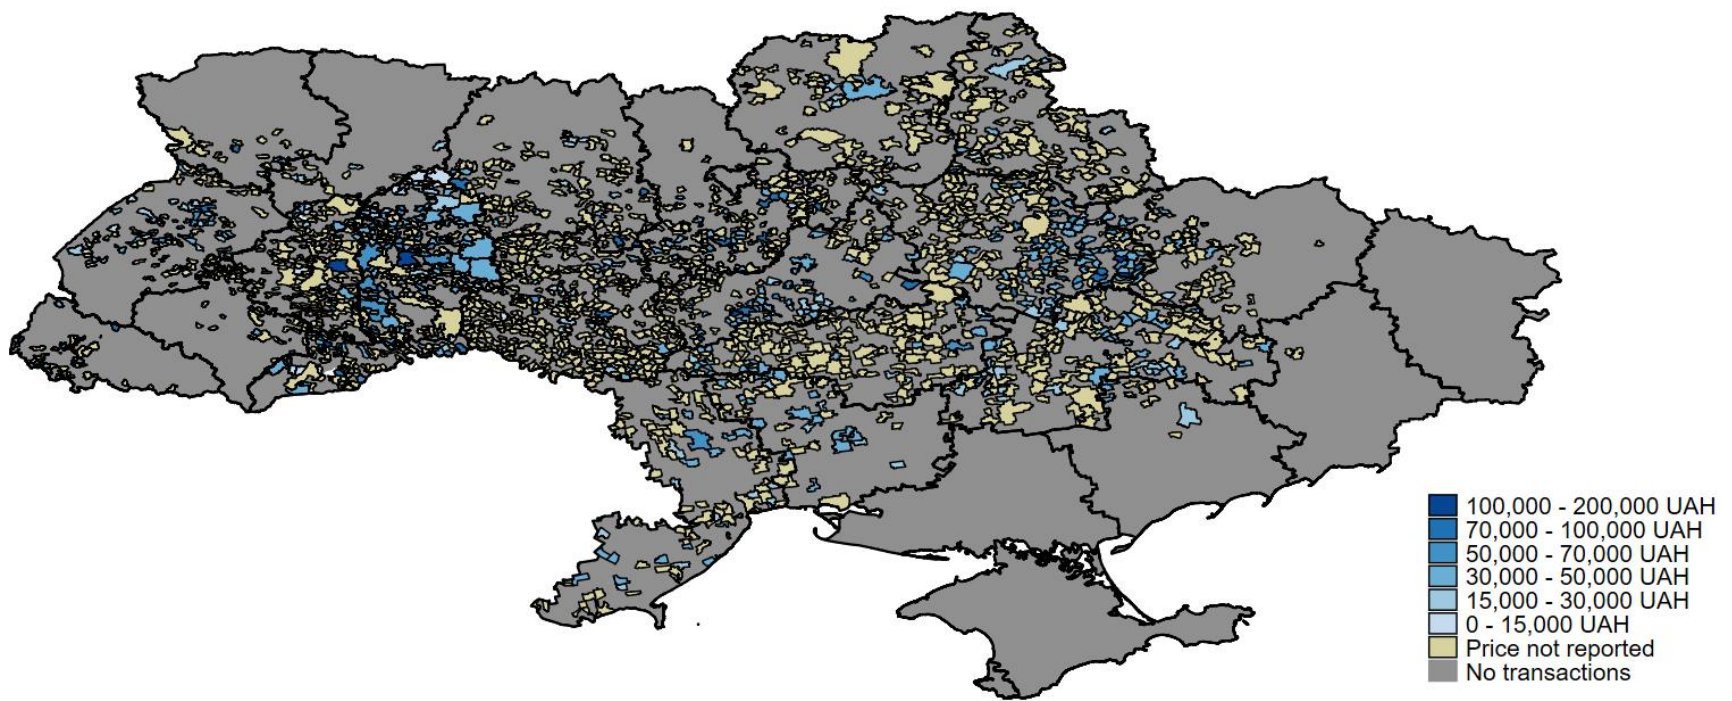 100,000 - 200,000 UAH
70,000 - 100,000 UAH
50,000 - 70,000 UAH
30,000 - 50,000 UAH
15,000 - 30,000 UAH
0 - 15,000 UAH
Price not reported
No transactions